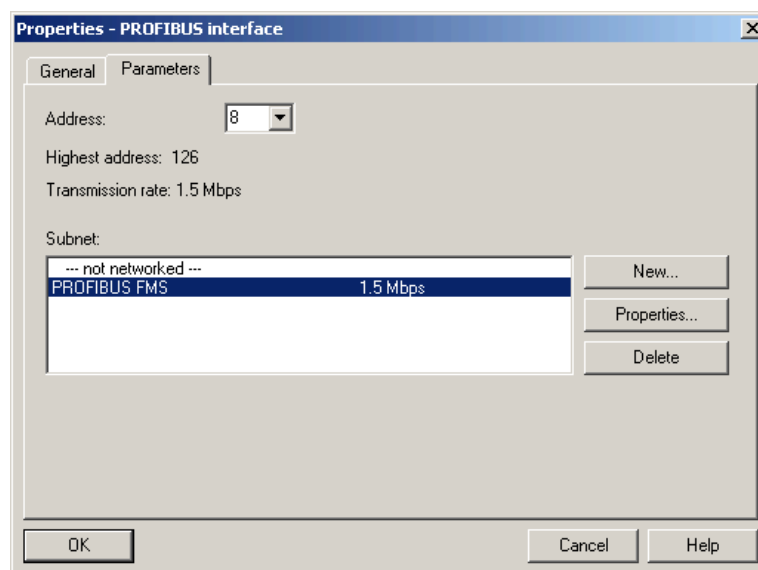 Properties - PROFIBUS interface
General Parameters
Address: 8
Highest address: 126
Transmission rate: 1.5 Mbps
Subnet:
--- not networked ---
PROFIBUS FMS 1.5 Mbps
New...
Properties...
Delete
OK Cancel Help